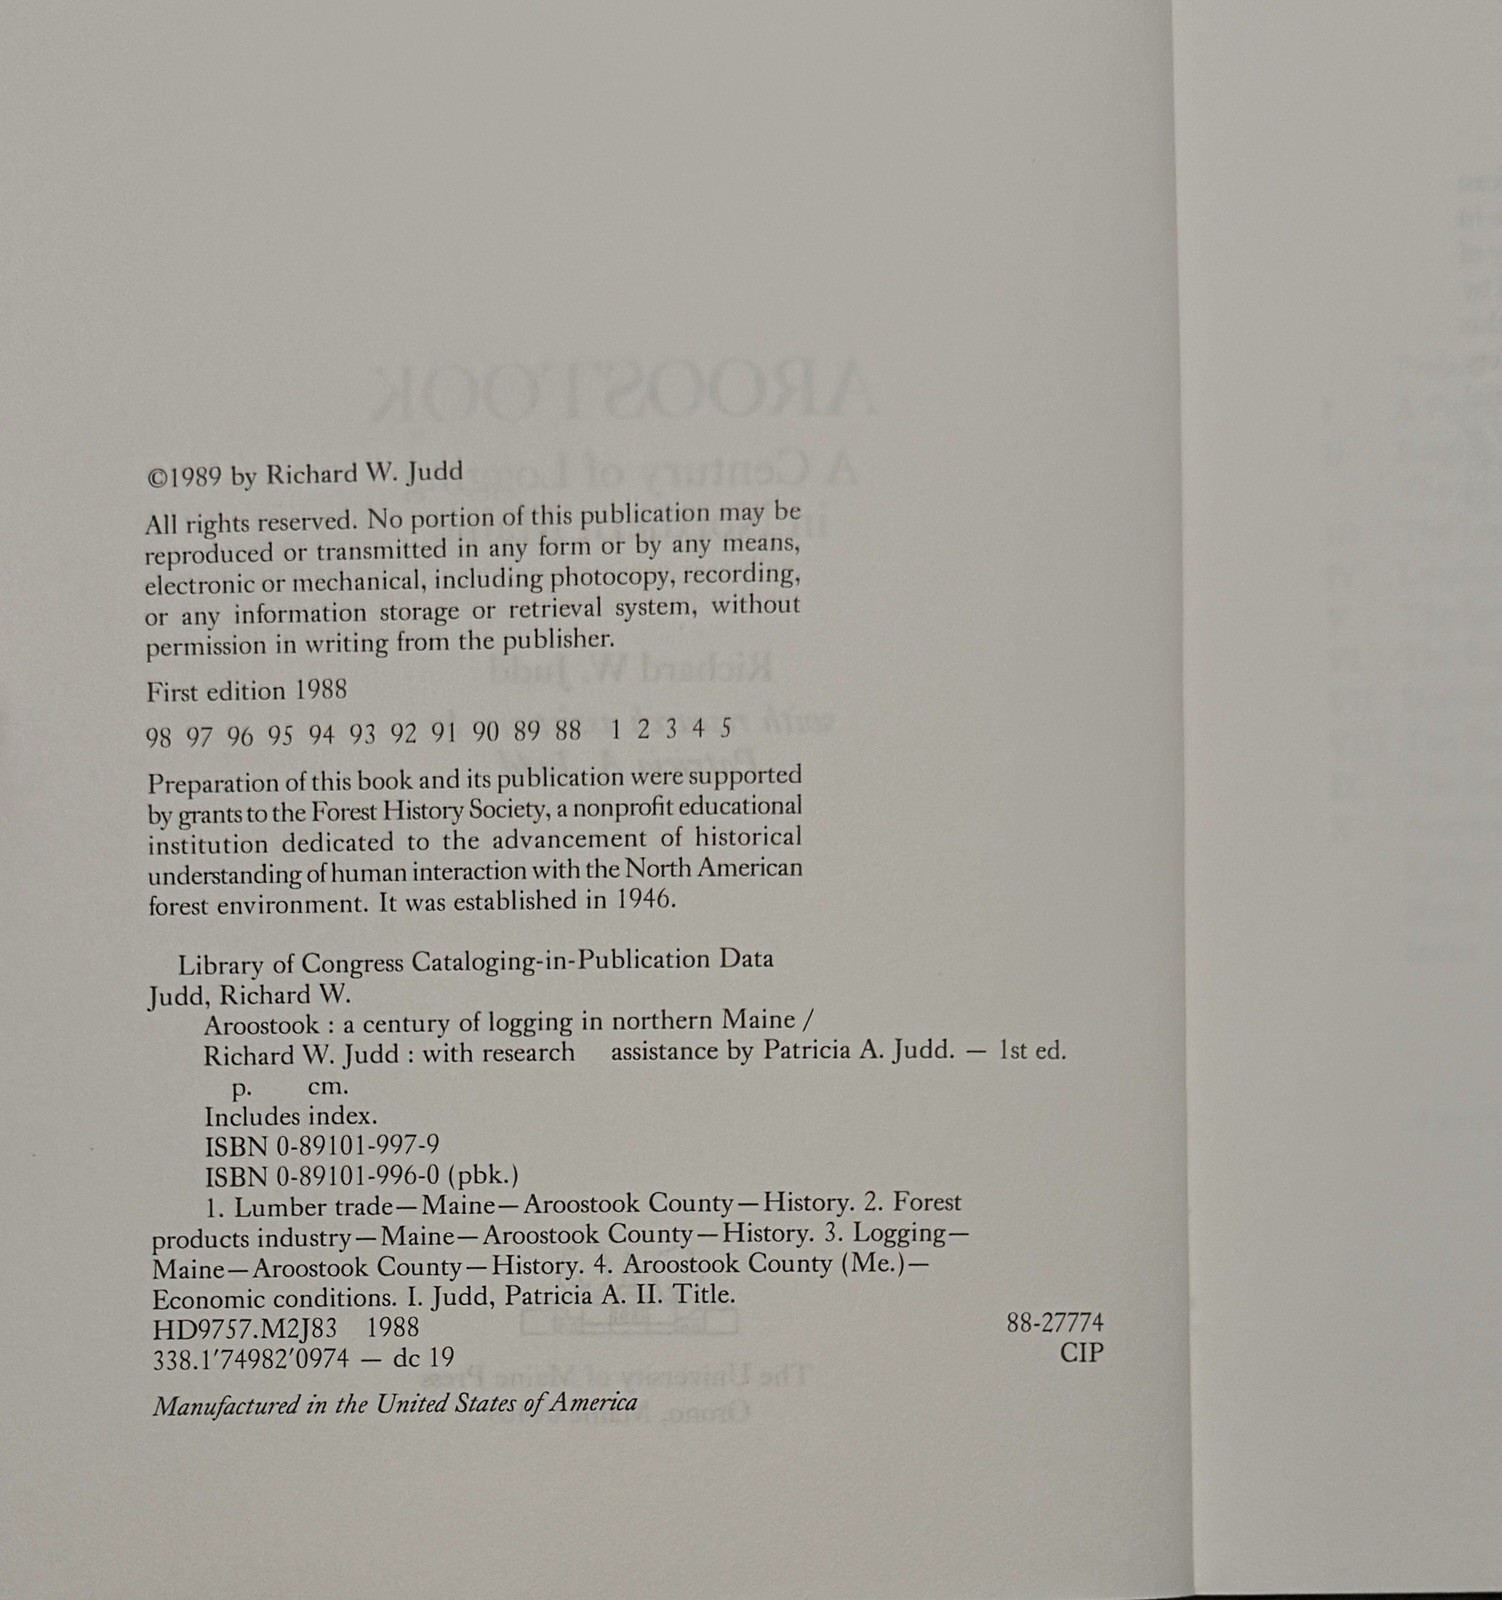 ©1989 by Richard W. Judd
All rights reserved. No portion of this publication may be
reproduced or transmitted in any form or by any means,
electronic or mechanical, including photocopy, recording,
or any information storage or retrieval system, without
permission in writing from the publisher.
First edition 1988
98 97 96 95 94 93 92 91 90 89 88 1 2 3 4 5
Preparation of this book and its publication were supported
by grants to the Forest History Society, a nonprofit educational
institution dedicated to the advancement of historical
understanding of human interaction with the North American
forest environment. It was established in 1946.
Library of Congress Cataloging-in-Publication Data
Judd, Richard W.
Aroostook : a century of logging in northern Maine /
Richard W. Judd : with research assistance by Patricia A. Judd. — 1st ed.
p. cm.
Includes index.
ISBN 0-89101-997-9
ISBN 0-89101-996-0 (pbk.)
1. Lumber trade—Maine—Aroostook County—History. 2. Forest
products industry—Maine—Aroostook County—History. 3. Logging—
Maine—Aroostook County—History. 4. Aroostook County (Me.)—
Economic conditions. I. Judd, Patricia A. II. Title.
HD9757.M2J83 1988 88-27774
338.1'74982'0974 — dc 19 CIP
Manufactured in the United States of America